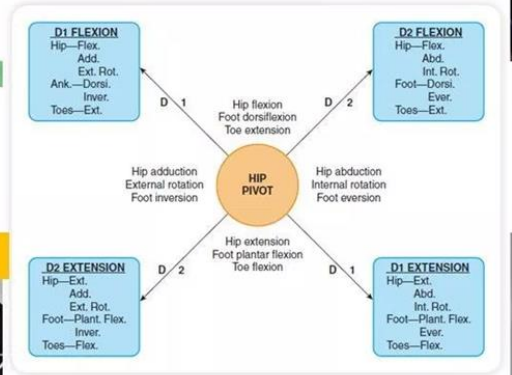 D1 FLEXION
Hip—Flex.
Add.
Ext. Rot.
Ank.—Dorsi.
Inver.
Toes—Ext.
D2 FLEXION
Hip—Flex.
Abd.
Int. Rot.
Foot—Dorsi.
Ever.
Toes—Ext.
D 1
D 2
Hip flexion
Foot dorsiflexion
Toe extension
Hip adduction
External rotation
Foot inversion
HIP
PIVOT
Hip abduction
Internal rotation
Foot eversion
Hip extension
Foot plantar flexion
Toe flexion
D 2
D 1
D2 EXTENSION
Hip—Ext.
Add.
Ext. Rot.
Foot—Plant. Flex.
Inver.
Toes—Flex.
D1 EXTENSION
Hip—Ext.
Abd.
Int. Rot.
Foot—Plant. Flex.
Ever.
Toes—Flex.